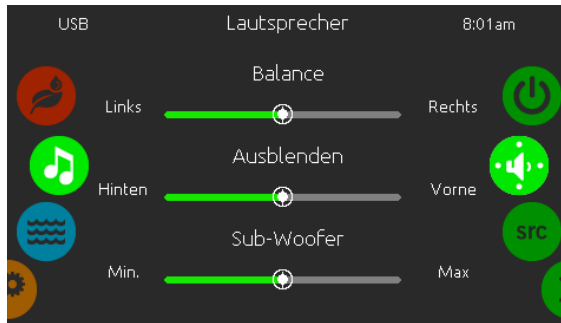 USB Lautsprecher 8:01am
Balance
Links Rechts
Ausblenden
Hinten Vorne
src
Sub-Woofer
Min. Max